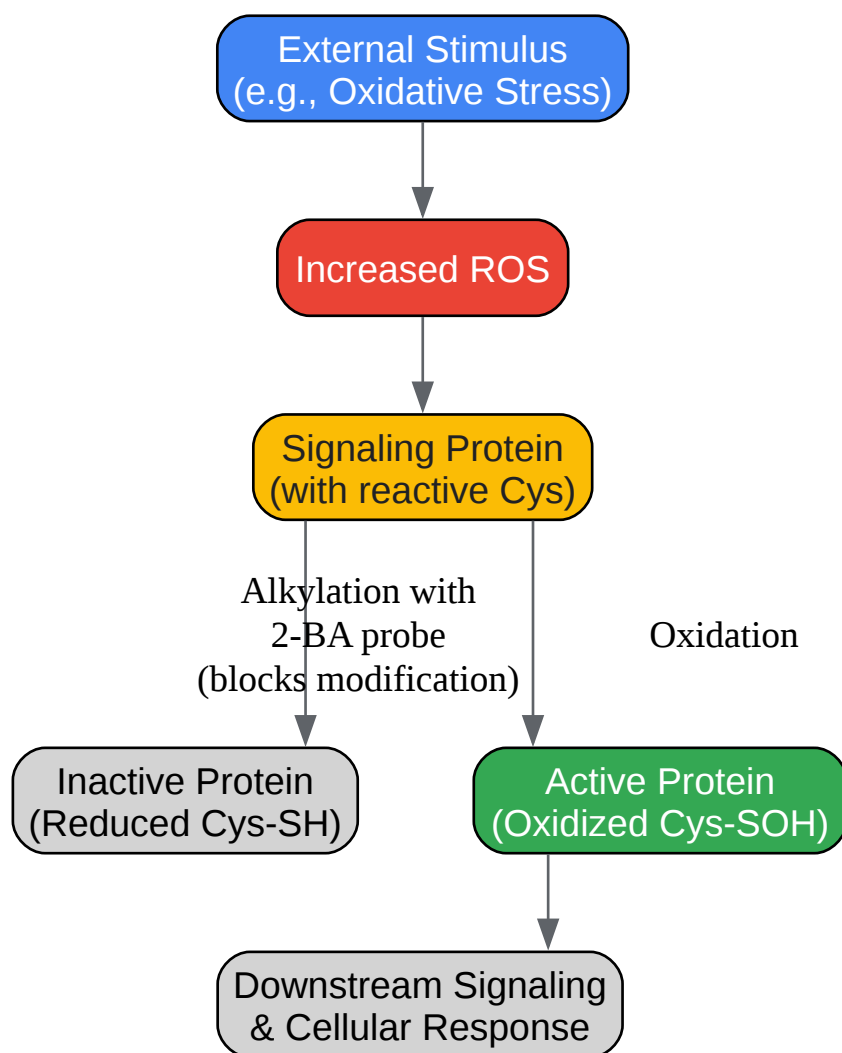 External Stimulus
(e.g., Oxidative Stress)
Increased ROS
Signaling Protein
(with reactive Cys)
Alkylation with
2-BA probe
(blocks modification)
Oxidation
Inactive Protein
(Reduced Cys-SH)
Active Protein
(Oxidized Cys-SOH)
Downstream Signaling
& Cellular Response